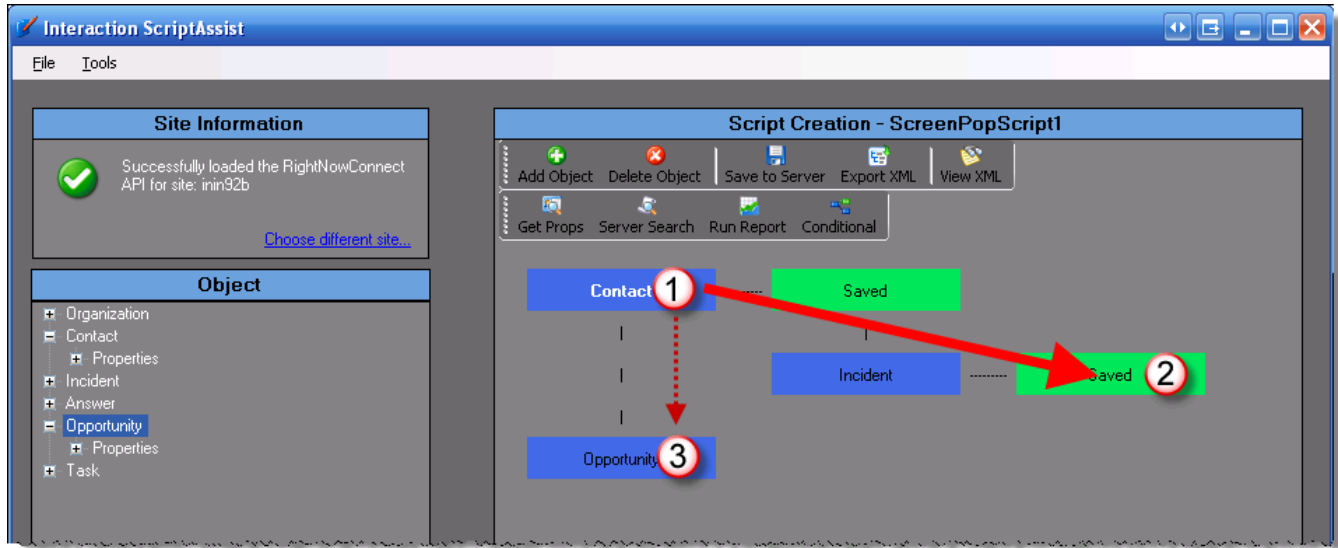 Interaction ScriptAssist
File Tools
Site Information
Successfully loaded the RightNowConnect
API for site: inin92b
Choose different site...
Object
Organization
Contact
Properties
Incident
Answer
Opportunity
Properties
Task
Script Creation - ScreenPopScript1
Add Object Delete Object Save to Server Export XML View XML
Get Props Server Search Run Report Conditional
Contact 1 Saved
Incident Saved 2
Opportunity 3